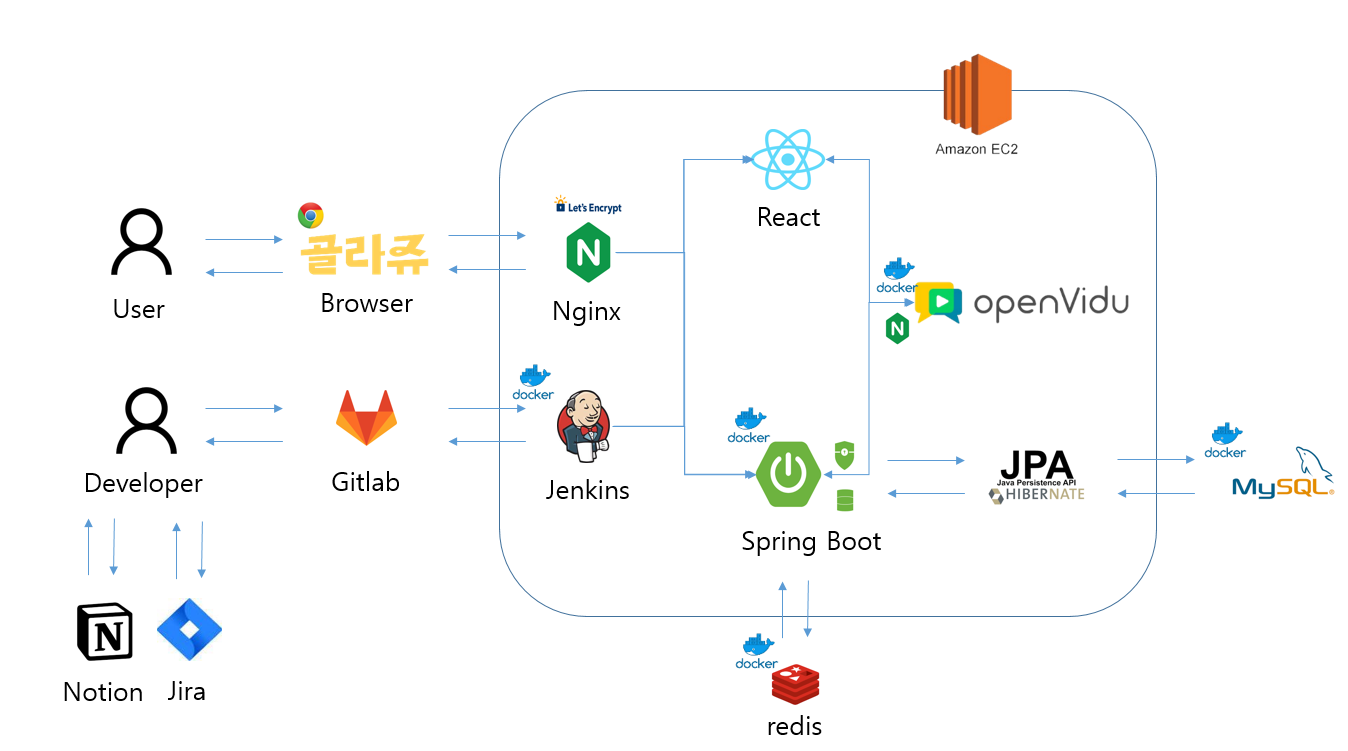 Amazon EC2
React
Let's Encrypt
골라쥬
User
Browser
N
Nginx
docker
N
openVidu
docker
Developer
Gitlab
Jenkins
docker
Spring Boot
JPA
Java Persistence API
HIBERNATE
docker
MySQL®
N
Notion
Jira
docker
redis